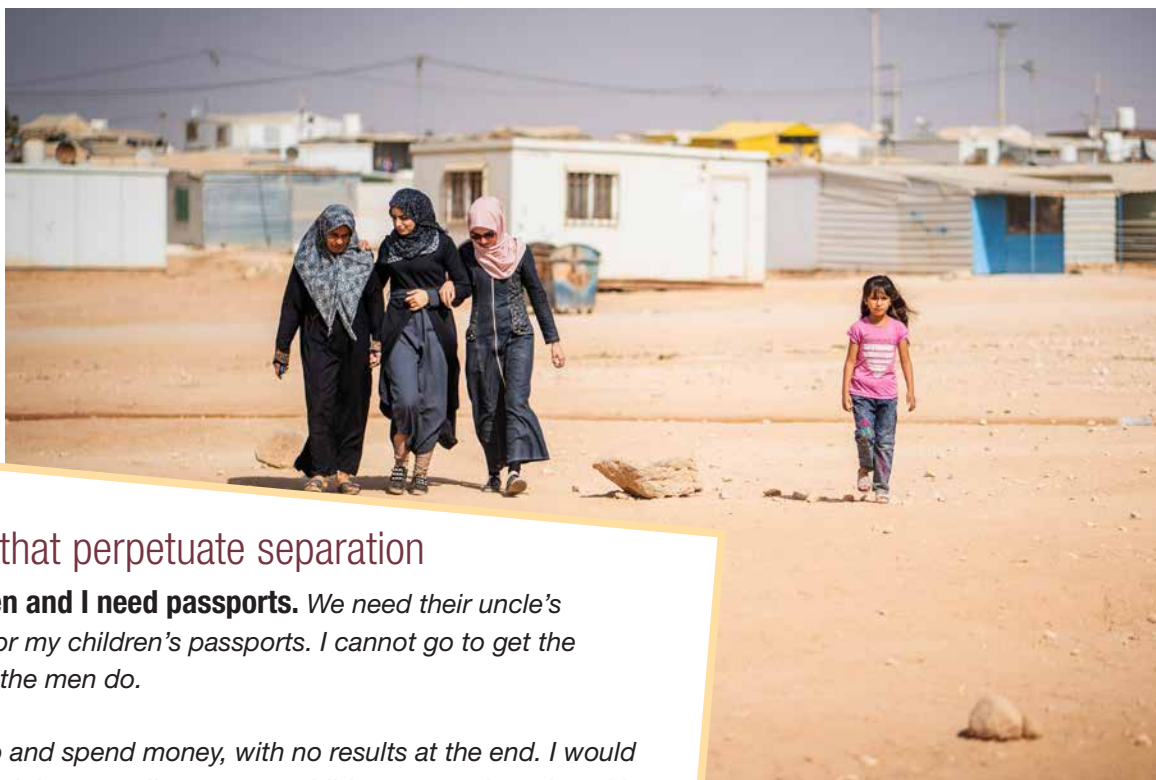 that perpetuate separation
en and I need passports. We need their uncle's
or my children's passports. I cannot go to get the
the men do.
and spend money, with no results at the end. I would